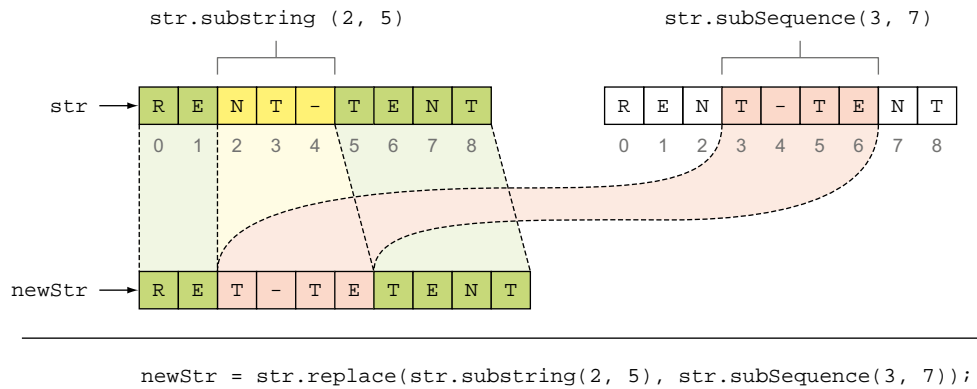 str.substring (2, 5)
str.subSequence(3, 7)
str
R E N T - T E N T
R E N T - T E N T
0 1 2 3 4 5 6 7 8
0 1 2 3 4 5 6 7 8
newStr
R E T - T E T E N T
newStr = str.replace(str.substring(2, 5), str.subSequence(3, 7));